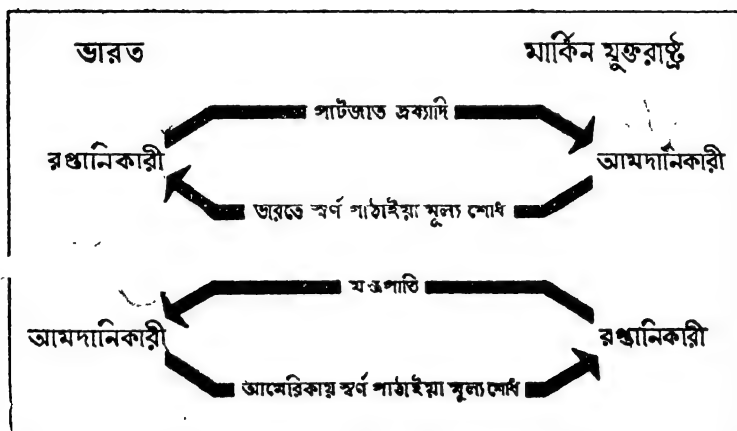 ভারত মার্কিন যুক্তরাষ্ট্র
পাটজাত দ্রব্যাদি
রপ্তানিকারী আমদানিকারী
ভারতে স্বর্ণ পাঠাইয়া মূল্য শোধ
যন্ত্রপাতি
আমদানিকারী রপ্তানিকারী
আমেরিকায় স্বর্ণ পাঠাইয়া মূল্য শোধ